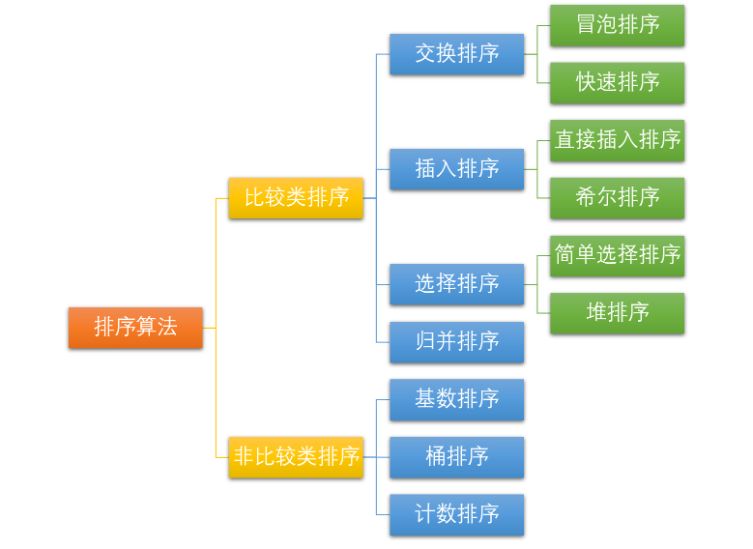 排序算法
比较类排序
交换排序
冒泡排序
快速排序
插入排序
直接插入排序
希尔排序
选择排序
简单选择排序
堆排序
归并排序
非比较类排序
基数排序
桶排序
计数排序